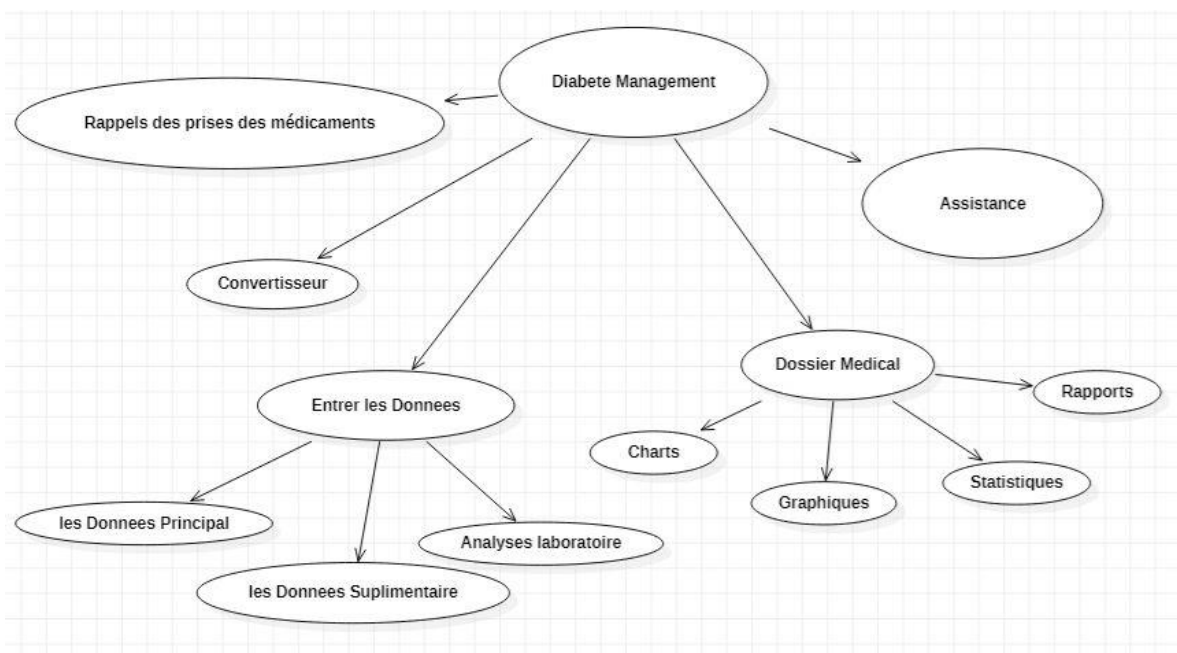 Diabete Management
Rappels des prises des médicaments
Assistance
Convertisseur
Dossier Medical
Rapports
Entrer les Donnees
Charts
Statistiques
Graphiques
les Donnees Principal
Analyses laboratoire
les Donnees Suplimentaire